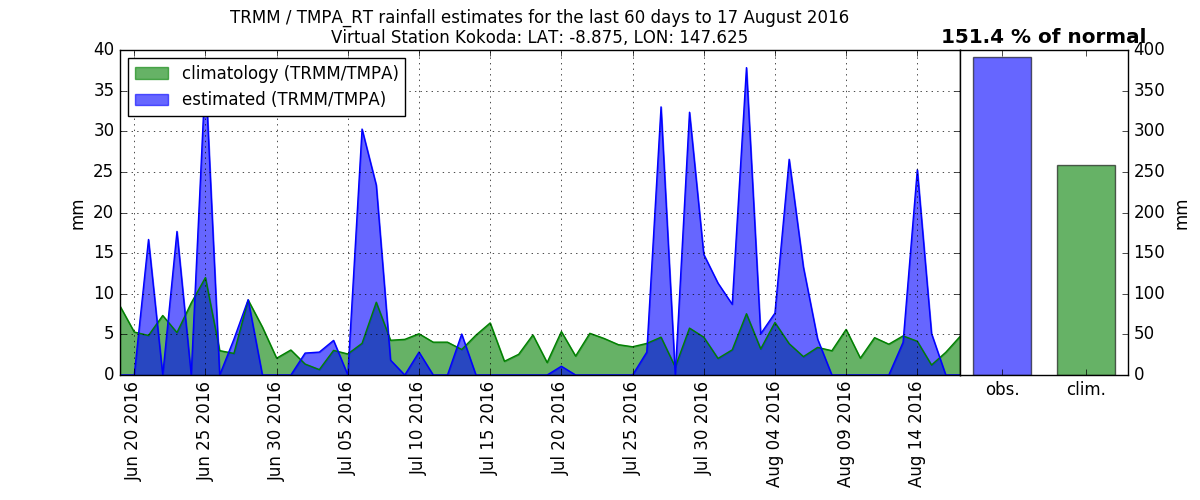 TRMM / TMPA_RT rainfall estimates for the last 60 days to 17 August 2016
Virtual Station Kokoda: LAT: -8.875, LON: 147.625
151.4 % of normal
climatology (TRMM/TMPA)
estimated (TRMM/TMPA)
40
35
30
25
20
15
10
5
0
mm
400
350
300
250
200
150
100
50
0
mm
Jun 20 2016
Jun 25 2016
Jun 30 2016
Jul 05 2016
Jul 10 2016
Jul 15 2016
Jul 20 2016
Jul 25 2016
Jul 30 2016
Aug 04 2016
Aug 09 2016
Aug 14 2016
obs.
clim.